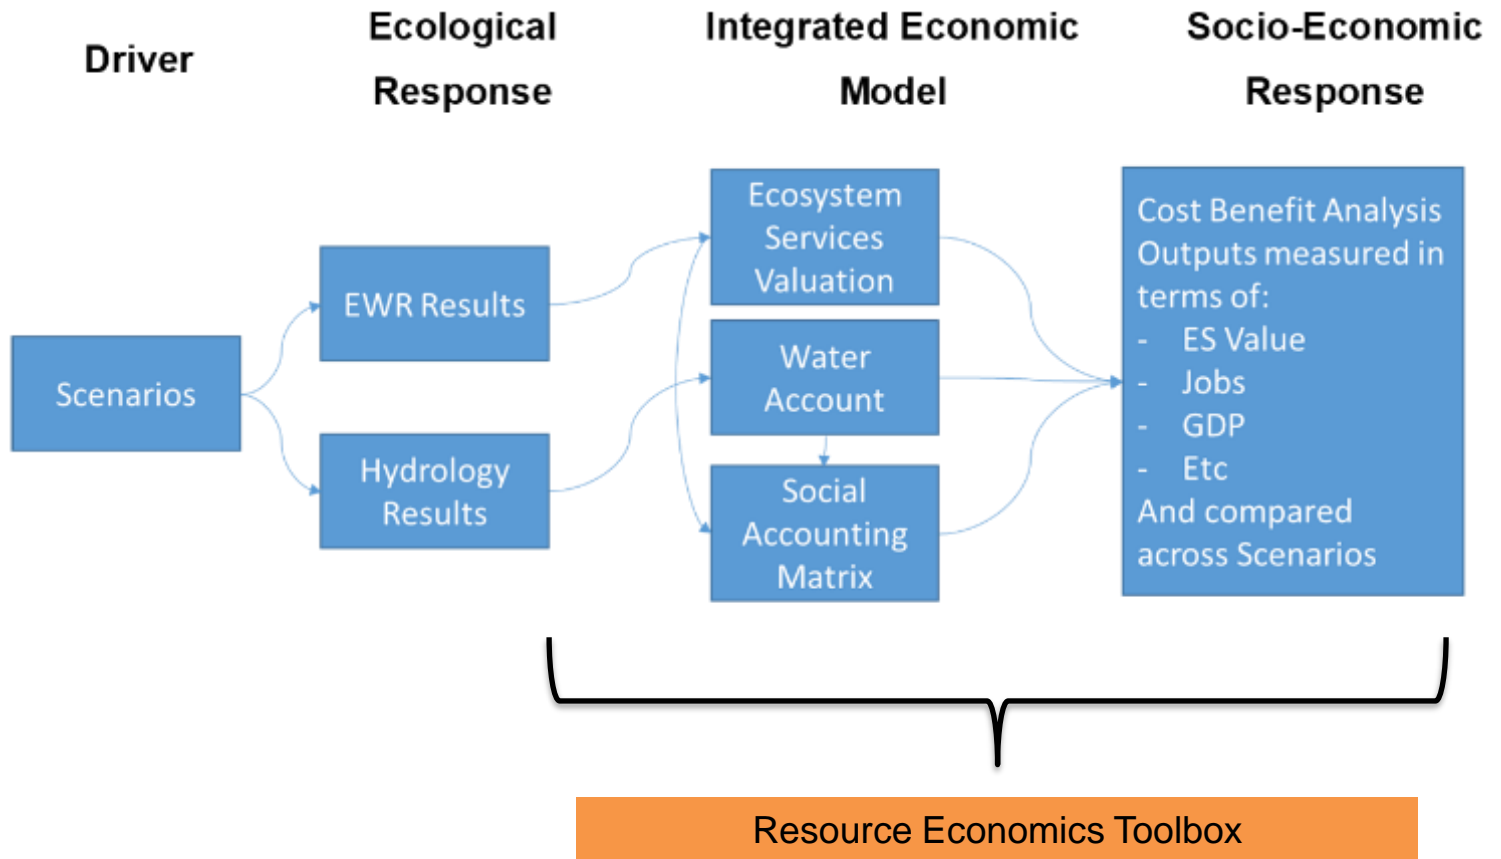 Driver
Ecological
Response
Integrated Economic
Model
Socio-Economic
Response
Scenarios
EWR Results
Hydrology
Results
Ecosystem
Services
Valuation
Water
Account
Social
Accounting
Matrix
Cost Benefit Analysis
Outputs measured in
terms of:
- ES Value
- Jobs
- GDP
- Etc
And compared
across Scenarios
Resource Economics Toolbox